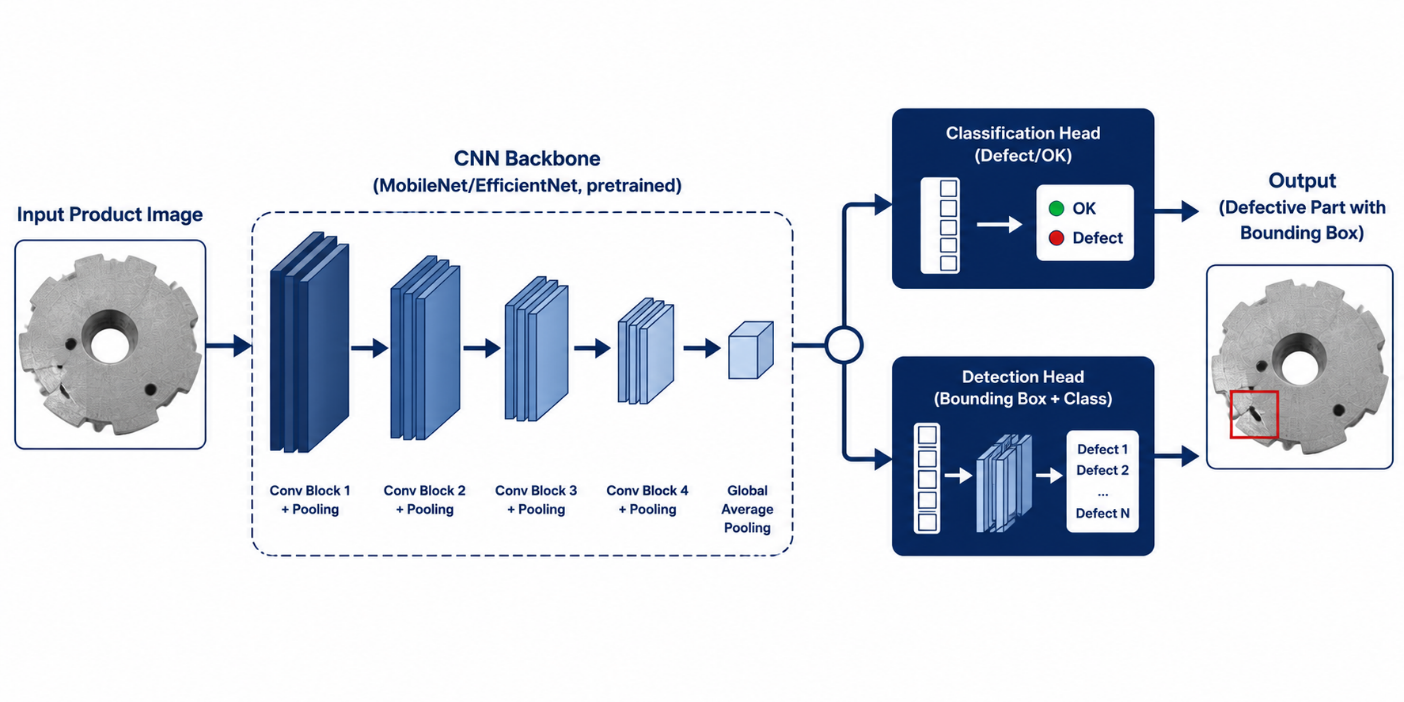 Input Product Image
CNN Backbone
(MobileNet/EfficientNet, pretrained)
Conv Block 1
+ Pooling
Conv Block 2
+ Pooling
Conv Block 3
+ Pooling
Conv Block 4
+ Pooling
Global
Average
Pooling
Classification Head
(Defect/OK)
OK
Defect
Detection Head
(Bounding Box + Class)
Defect 1
Defect 2
...
Defect N
Output
(Defective Part with
Bounding Box)